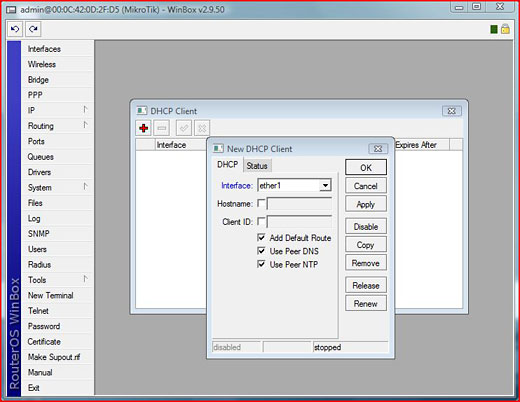 admin@00:0C:42:0D:2F:D5 (MikroTik) - WinBox v2.9.50
Interfaces
Wireless
Bridge
PPP
IP
Routing
Ports
Queues
Drivers
System
Files
Log
SNMP
Users
Radius
Tools
New Terminal
Telnet
Password
Certificate
Make Supout.rif
Manual
Exit
RouterOS WinBox
DHCP Client
Interface
Expires After
New DHCP Client
DHCP
Status
Interface:
ether1
Hostname:
Client ID:
Add Default Route
Use Peer DNS
Use Peer NTP
OK
Cancel
Apply
Disable
Copy
Remove
Release
Renew
disabled
stopped